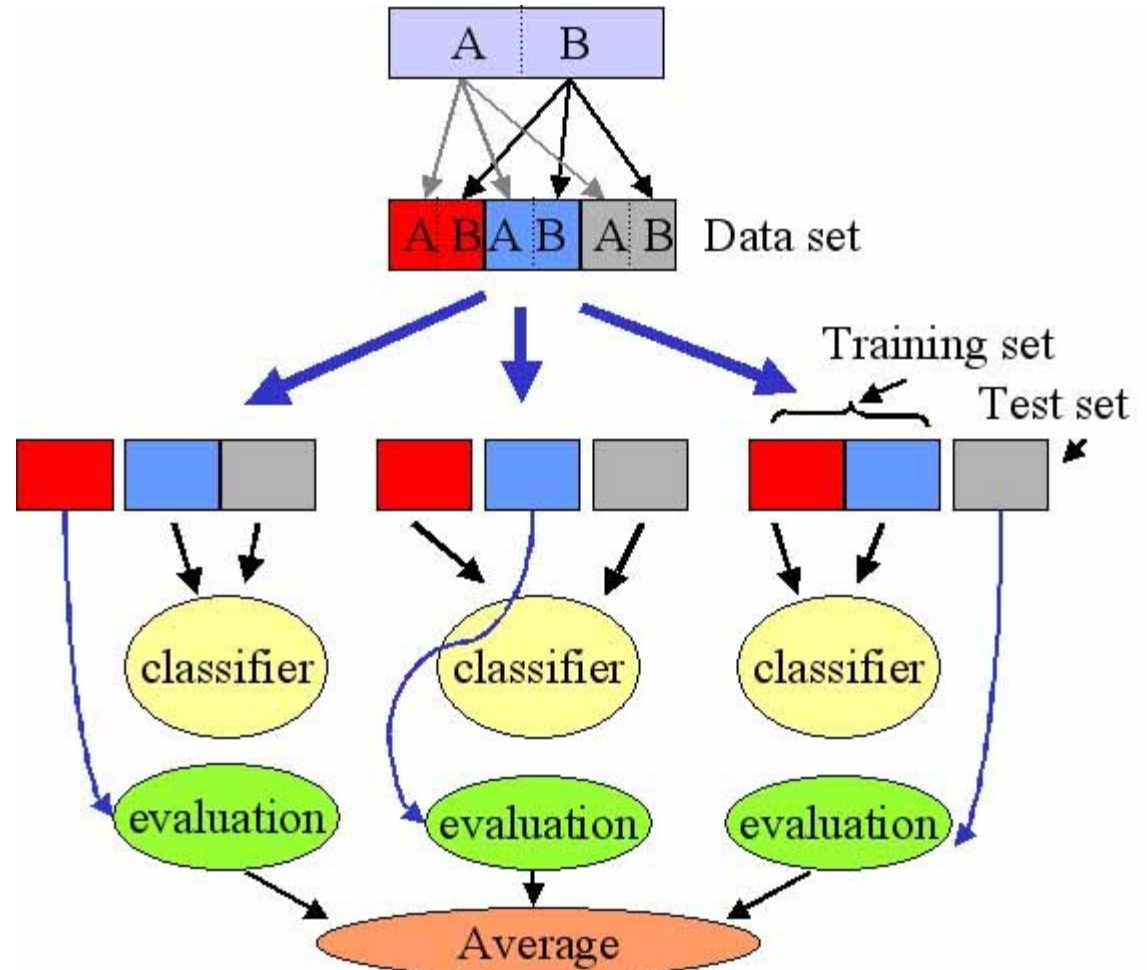 A B
A B A B A B Data set
Training set
Test set
classifier classifier classifier
evaluation evaluation evaluation
Average